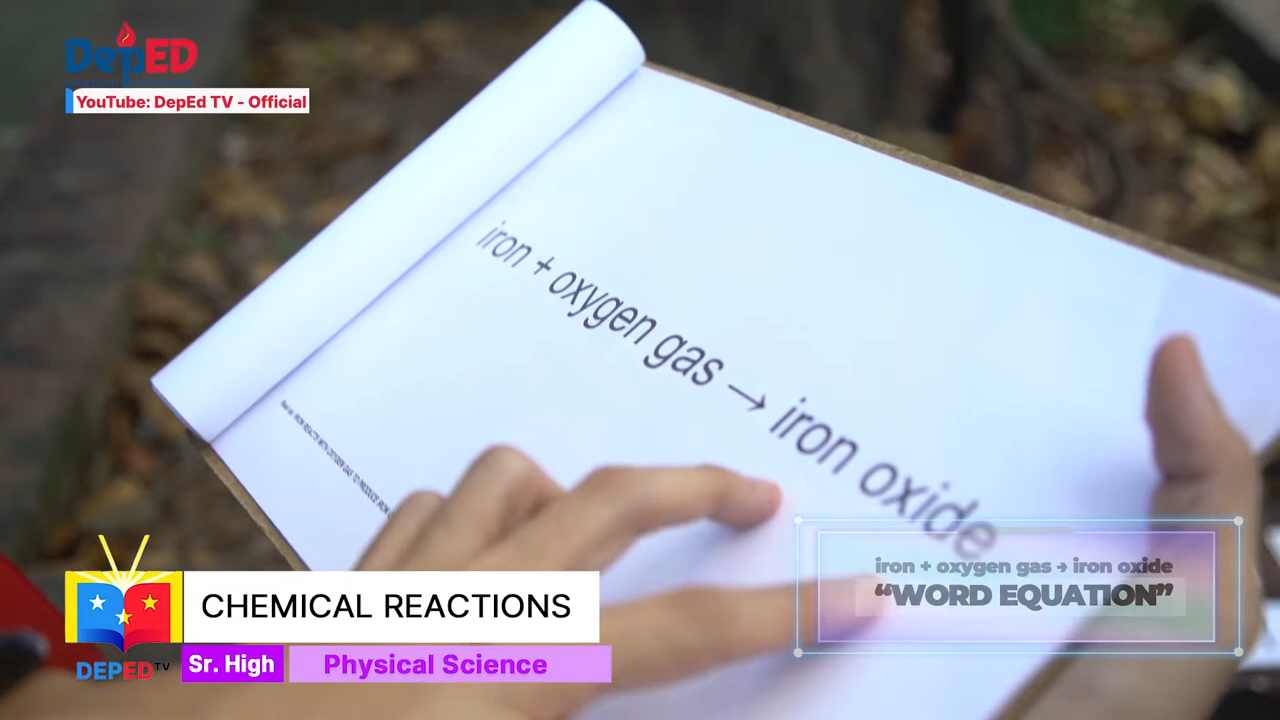 DepED
YouTube: DepEd TV - Official
iron + oxygen gas → iron oxide
iron + oxygen gas → iron oxide
“WORD EQUATION”
CHEMICAL REACTIONS
Sr. High
Physical Science
DEPED TV